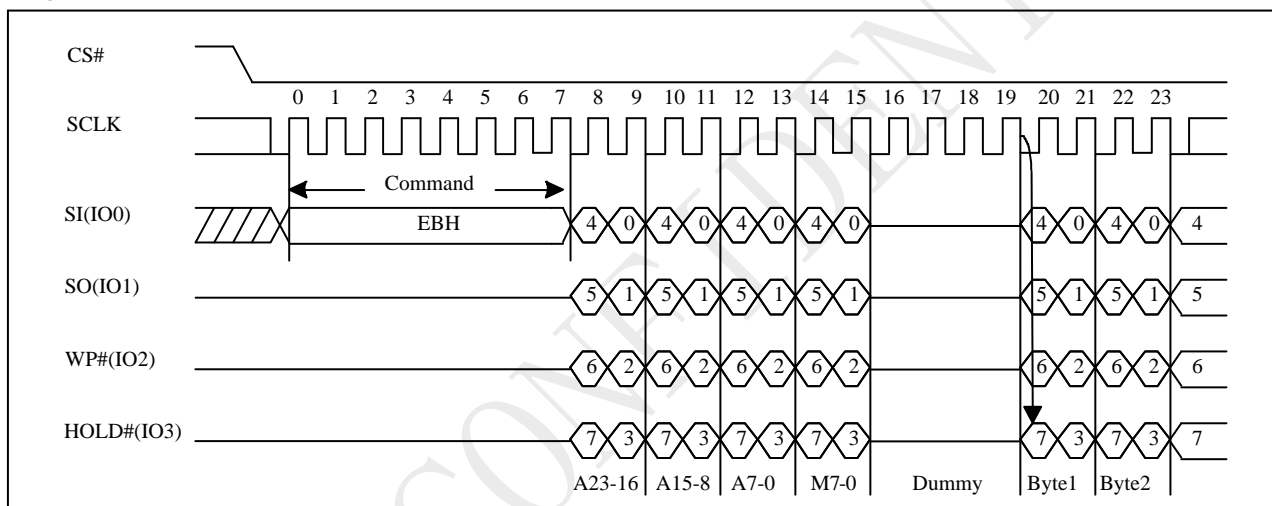 CS#
0 1 2 3 4 5 6 7 8 9 10 11 12 13 14 15 16 17 18 19 20 21 22 23
SCLK
Command
SI(IO0)
EBH
4 0 4 0 4 0 4 0 4 0 4 0 4
SO(IO1)
5 1 5 1 5 1 5 1 5 1 5 1 5
WP#(IO2)
6 2 6 2 6 2 6 2 6 2 6 2 6
HOLD#(IO3)
7 3 7 3 7 3 7 3 7 3 7 3 7
A23-16 A15-8 A7-0 M7-0 Dummy Byte1 Byte2
CONFIDENT